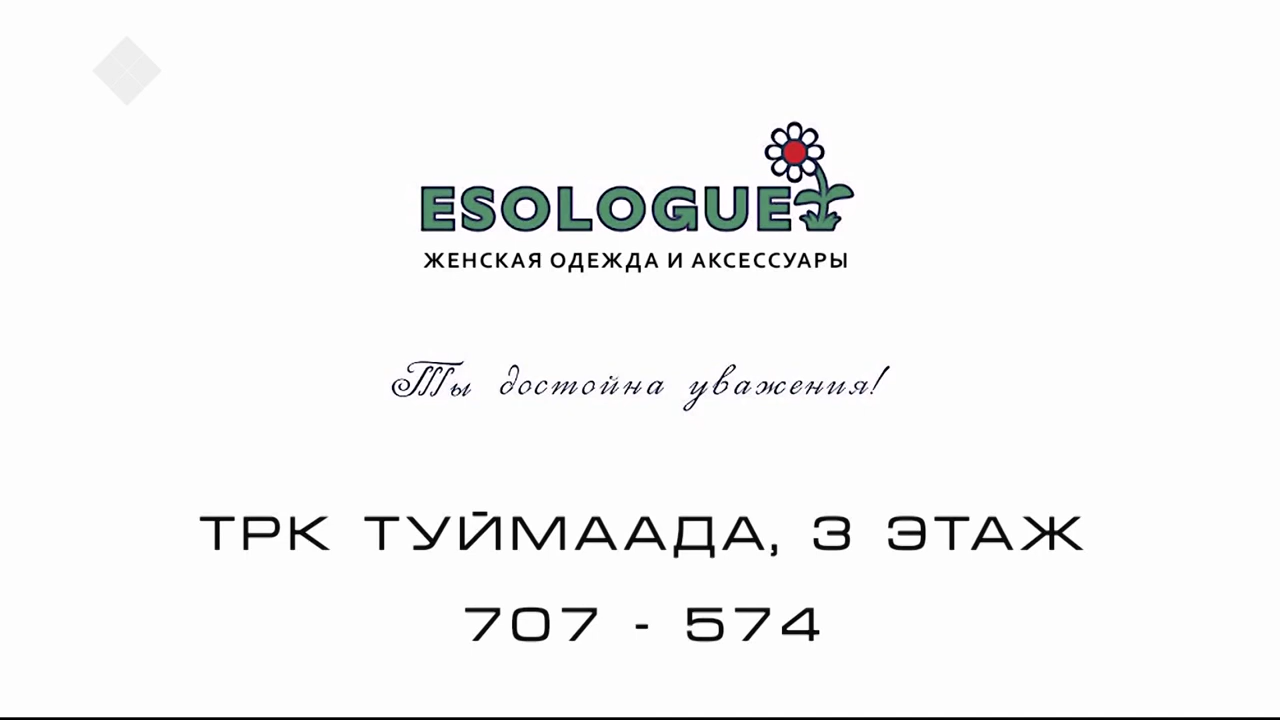 ESOLOGUE
ЖЕНСКАЯ ОДЕЖДА И АКСЕССУАРЫ
Ты достойна уважения!
ТРК ТУЙМААДА, 3 ЭТАЖ
707 - 574